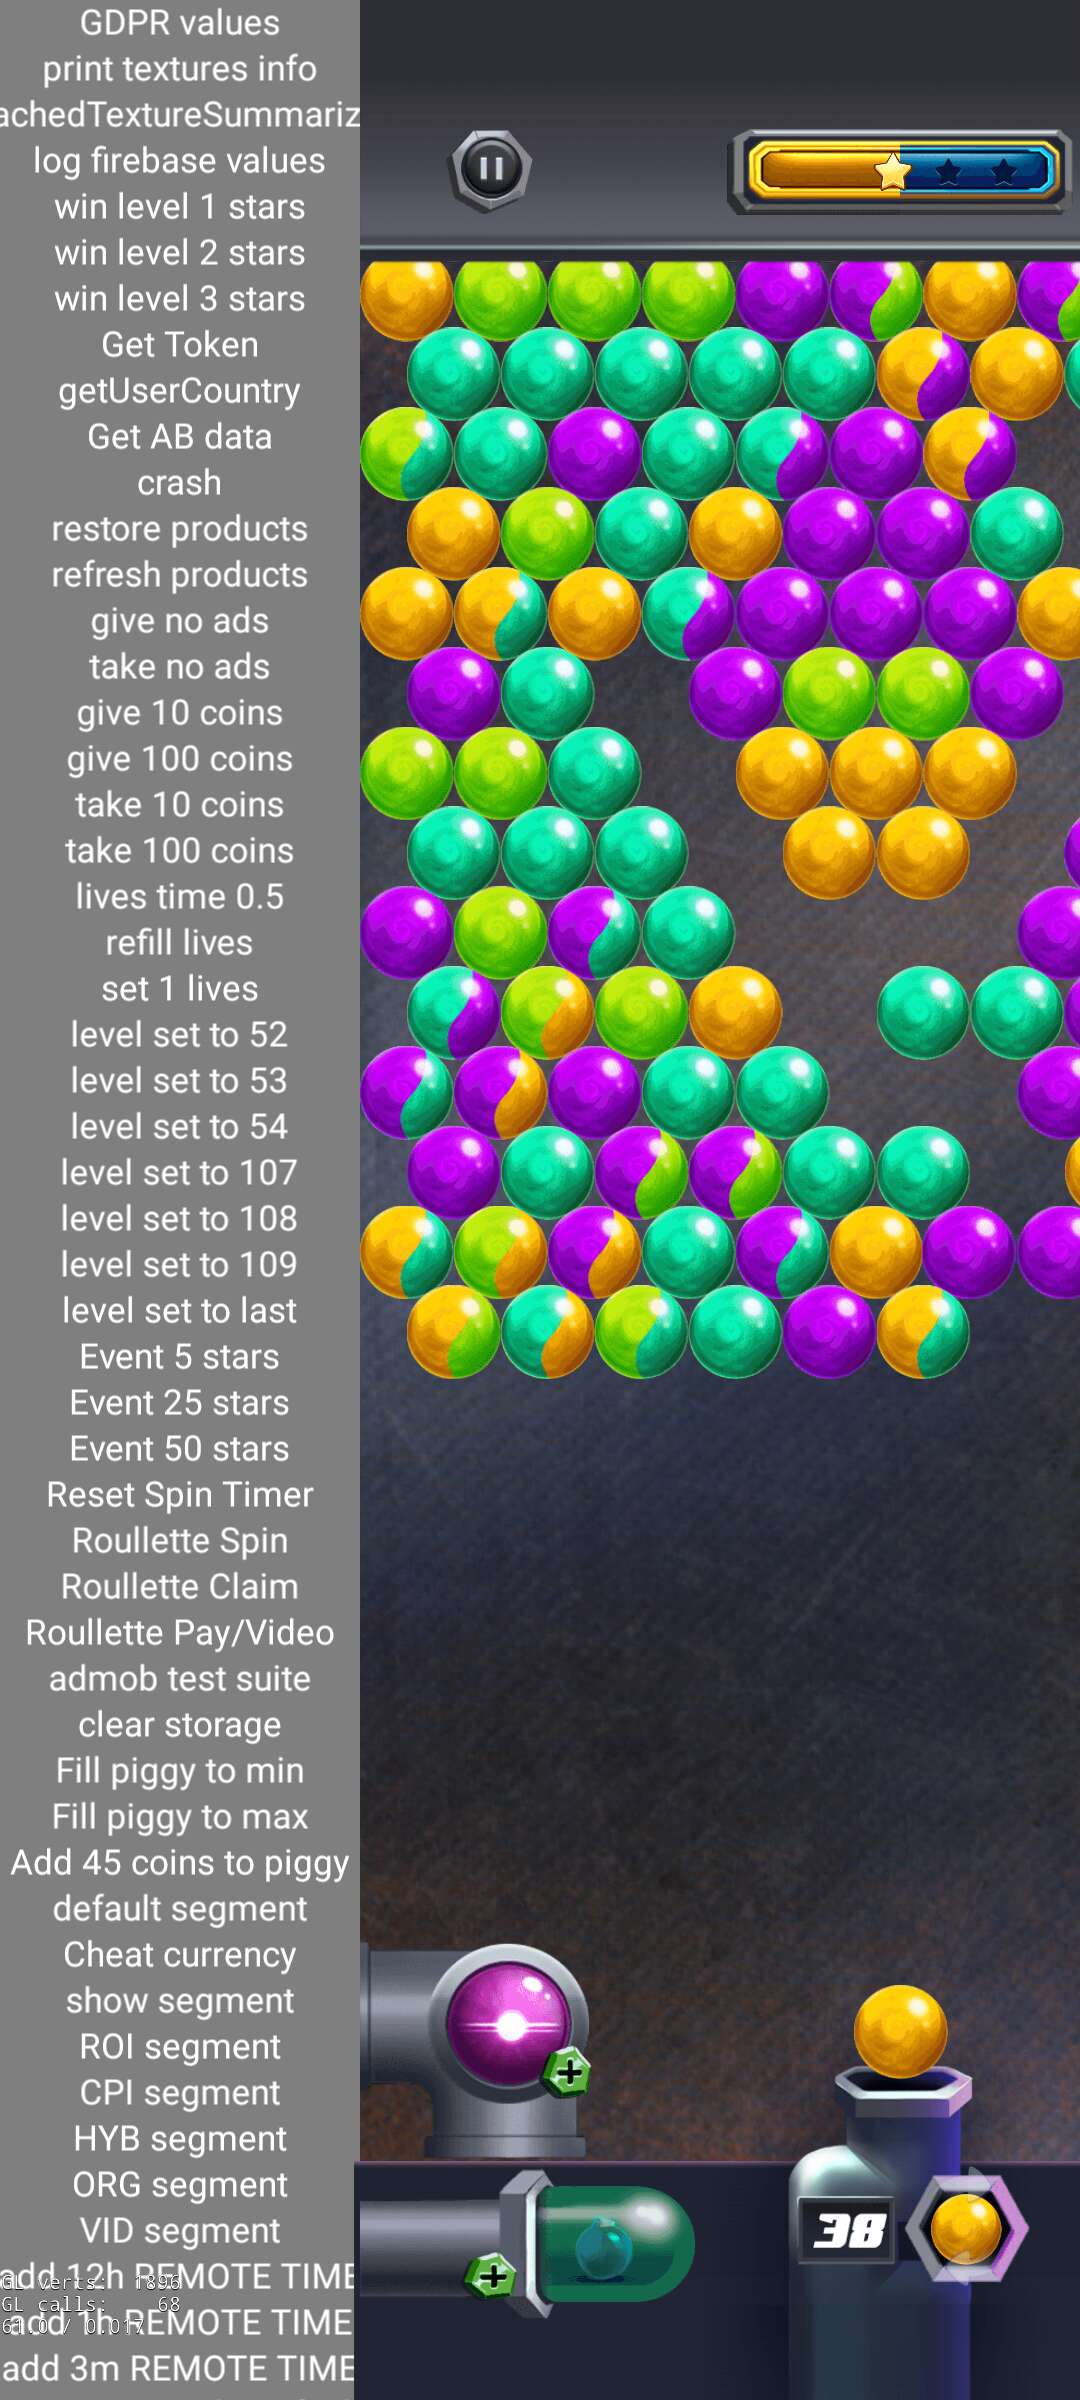 GDPR values
print textures info
achedTextureSummariz
log firebase values
win level 1 stars
win level 2 stars
win level 3 stars
Get Token
getUserCountry
Get AB data
crash
restore products
refresh products
give no ads
take no ads
give 10 coins
give 100 coins
take 10 coins
take 100 coins
lives time 0.5
refill lives
set 1 lives
level set to 52
level set to 53
level set to 54
level set to 107
level set to 108
level set to 109
level set to last
Event 5 stars
Event 25 stars
Event 50 stars
Reset Spin Timer
Roullette Spin
Roullette Claim
Roullette Pay/Video
admob test suite
clear storage
Fill piggy to min
Fill piggy to max
Add 45 coins to piggy
default segment
Cheat currency
show segment
ROI segment
CPI segment
HYB segment
ORG segment
VID segment
38
add 12h REMOTE TIME
GL verts: 1896
GL calls: 68
add 1h REMOTE TIME
61.0 / 0.017
add 3m REMOTE TIME